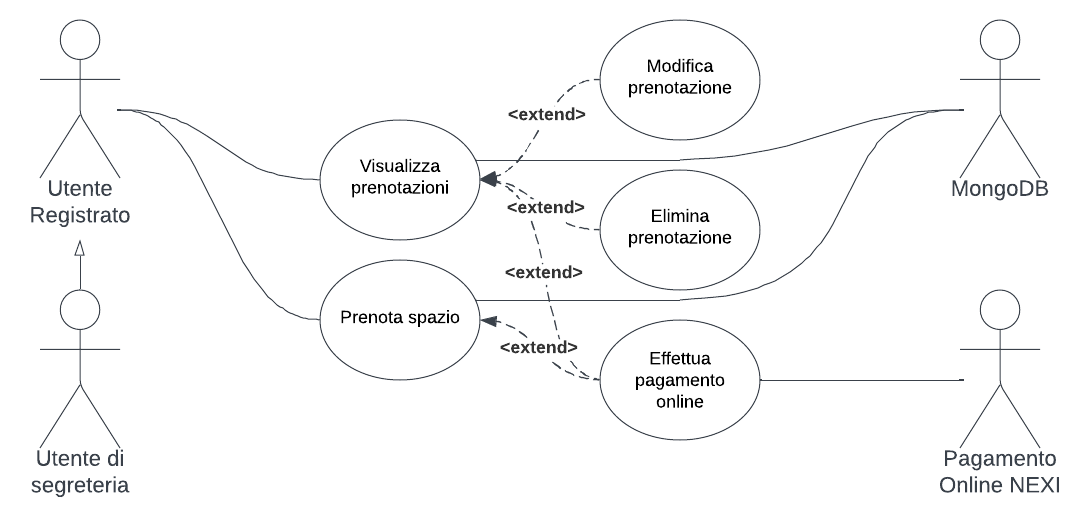 Modifica
prenotazione
<extend>
Visualizza
prenotazioni
Utente
Registrato
MongoDB
<extend>
Elimina
prenotazione
<extend>
Prenota spazio
<extend>
Effettua
pagamento
online
Utente di
segreteria
Pagamento
Online NEXI